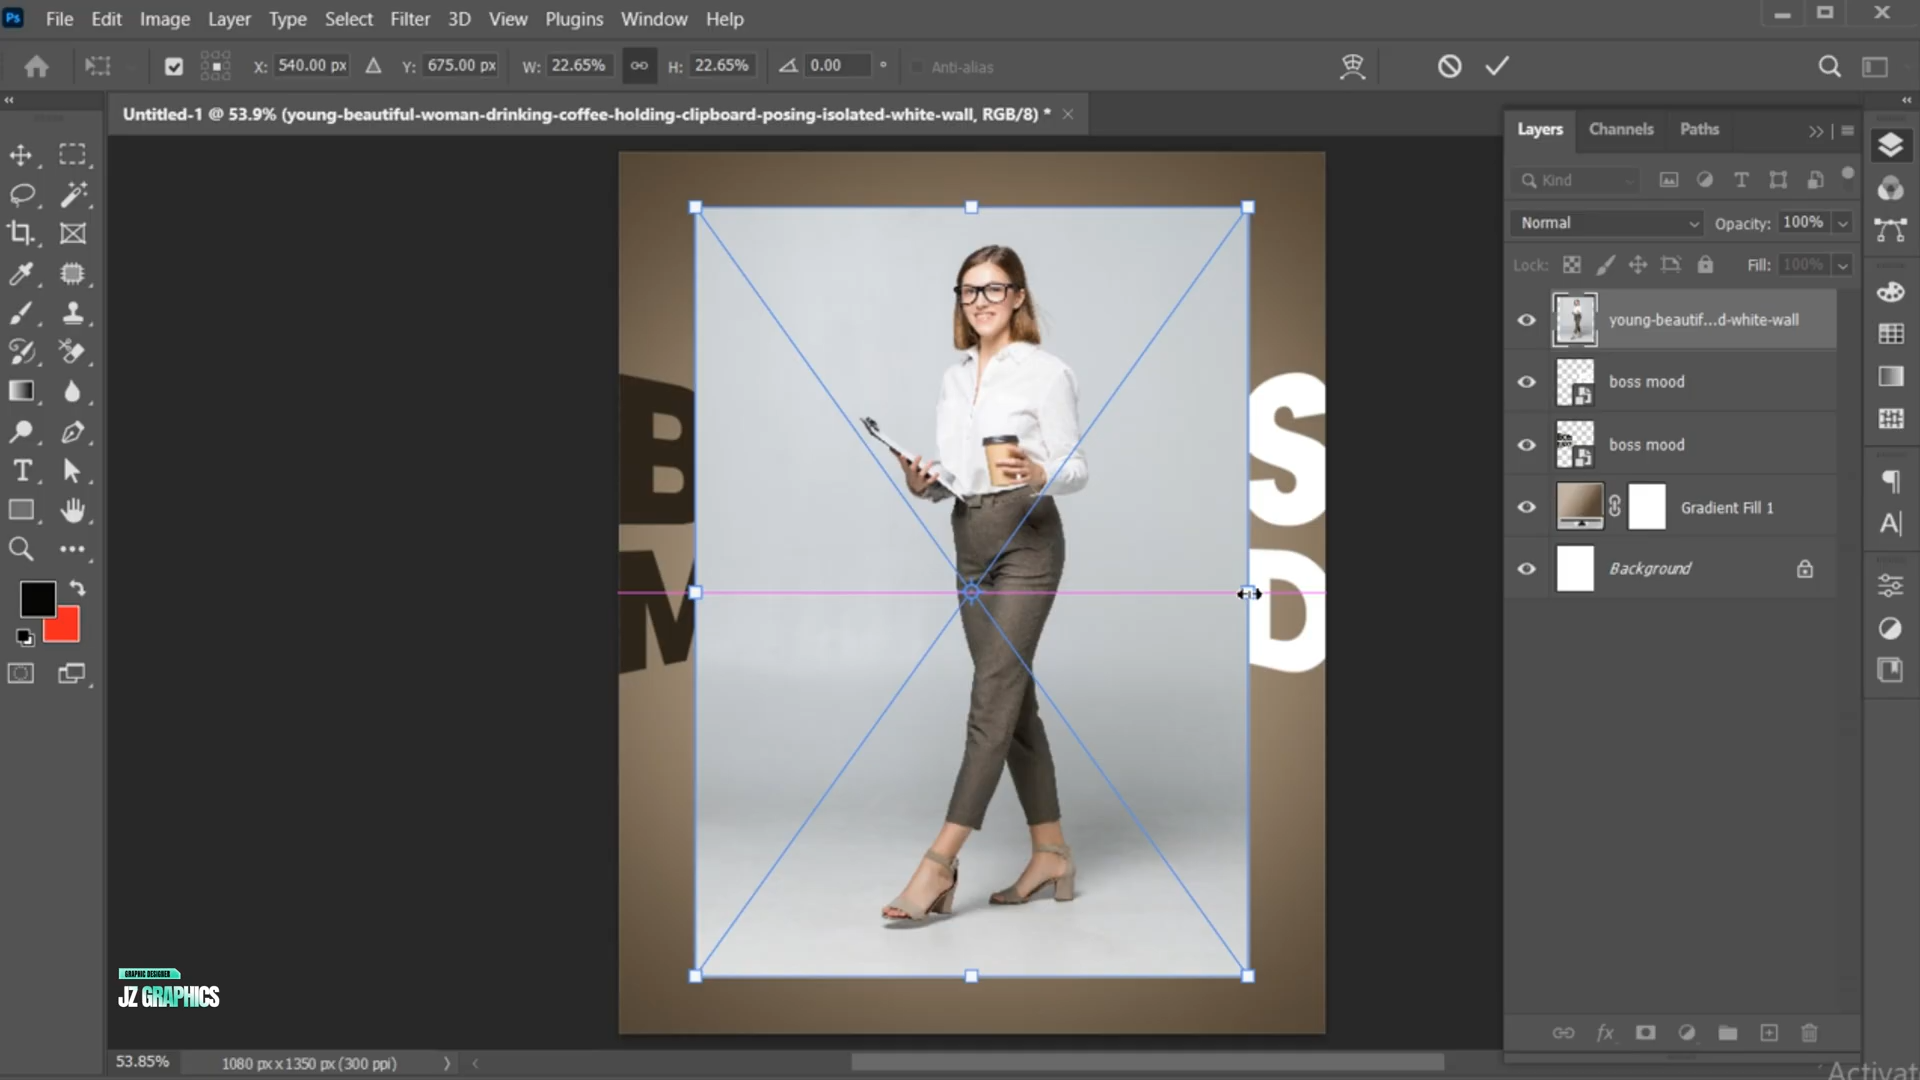 Ps File Edit Image Layer Type Select Filter 3D View Plugins Window Help
X: 540.00 px Y: 675.00 px W: 22.65% H: 22.65% 0.00 ° Anti-alias
Untitled-1 @ 53.9% (young-beautiful-woman-drinking-coffee-holding-clipboard-posing-isolated-white-wall, RGB/8) *
Layers Channels Paths
Kind
Normal Opacity: 100%
Lock: Fill: 100%
young-beautif...d-white-wall
boss mood
boss mood
Gradient Fill 1
Background
B S
M D
GRAPHIC DESIGNER
JZ GRAPHICS
53.85% 1080 px x 1350 px (300 ppi)
Activat